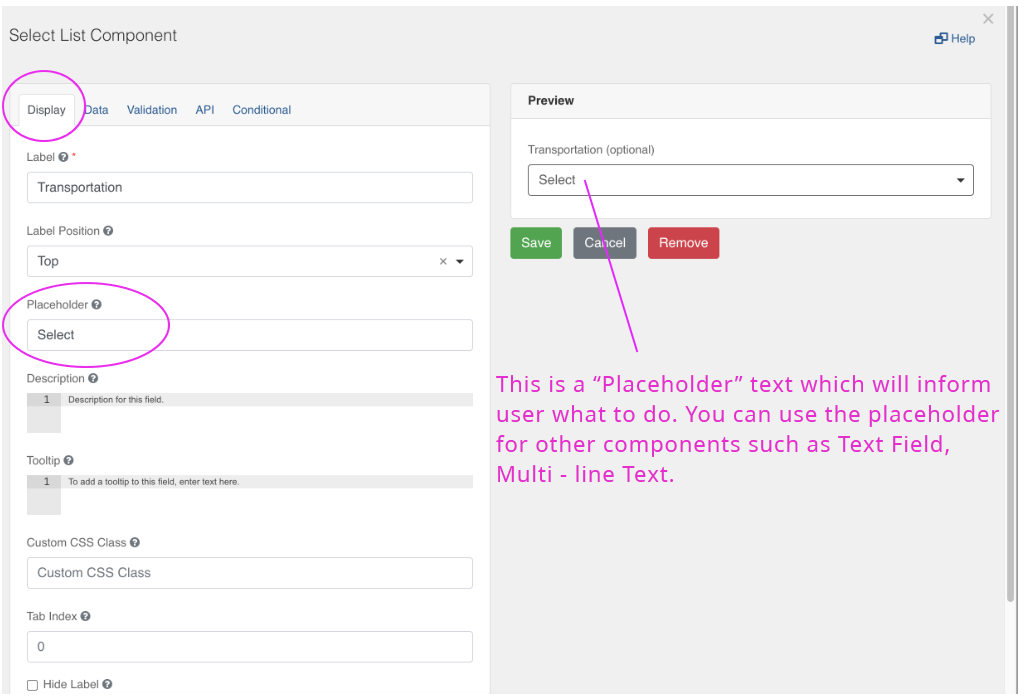 Select List Component
×
Help
Display Data Validation API Conditional
Label *
Transportation
Label Position
Top ×
Placeholder
Select
Description
1 Description for this field.
Tooltip
1 To add a tooltip to this field, enter text here.
Custom CSS Class
Custom CSS Class
Tab Index
0
Hide Label
Preview
Transportation (optional)
Select
Save Cancel Remove
This is a “Placeholder” text which will inform
user what to do. You can use the placeholder
for other components such as Text Field,
Multi - line Text.